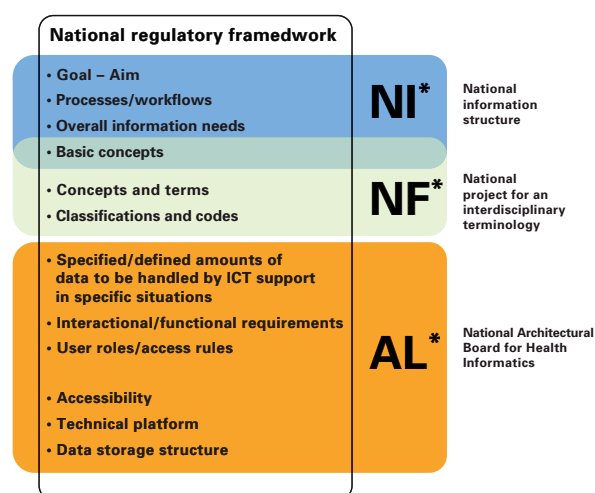 National regulatory framedwork
• Goal – Aim
• Processes/workflows
• Overall information needs
• Basic concepts
NI*
National
information
structure
• Concepts and terms
• Classifications and codes
NF*
National
project for an
interdisciplinary
terminology
• Specified/defined amounts of
data to be handled by ICT support
in specific situations
• Interactional/functional requirements
• User roles/access rules
• Accessibility
• Technical platform
• Data storage structure
AL*
National Architectural
Board for Health
Informatics